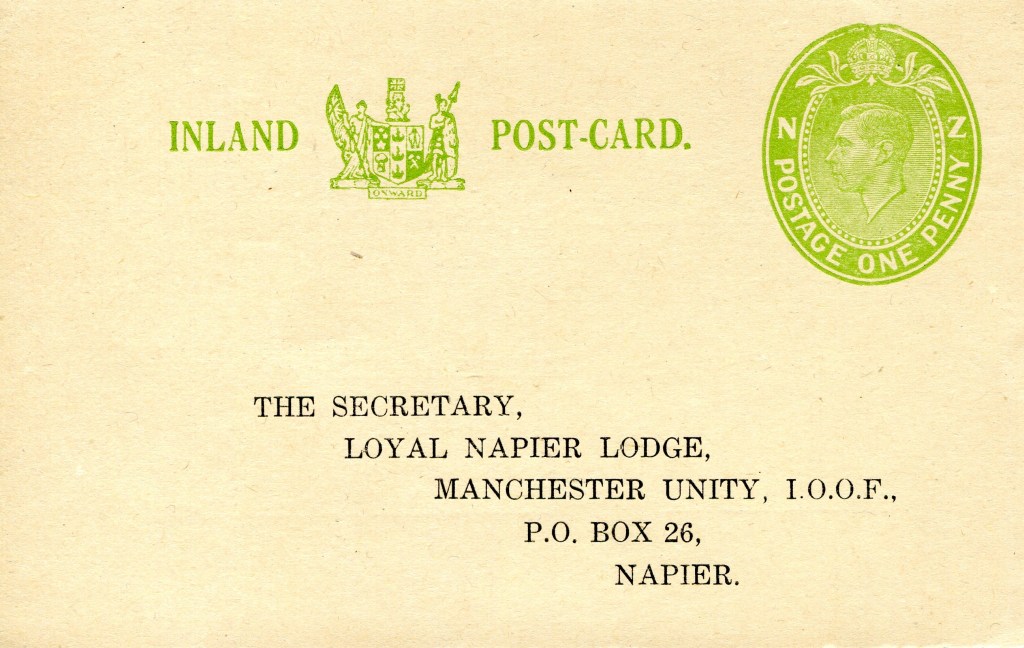 INLAND POST-CARD.
ONWARD
N Z
POSTAGE ONE PENNY
THE SECRETARY,
LOYAL NAPIER LODGE,
MANCHESTER UNITY, I.O.O.F.,
P.O. BOX 26,
NAPIER.